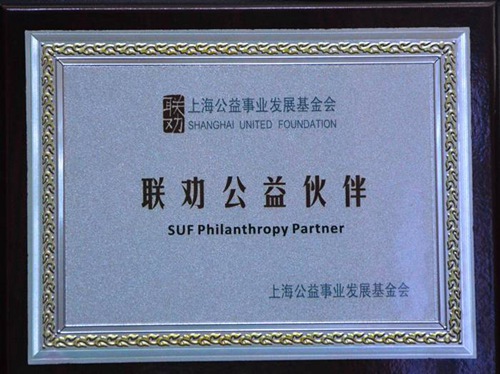 联劝
上海公益事业发展基金会
SHANGHAI UNITED FOUNDATION
联劝公益伙伴
SUF Philanthropy Partner
上海公益事业发展基金会